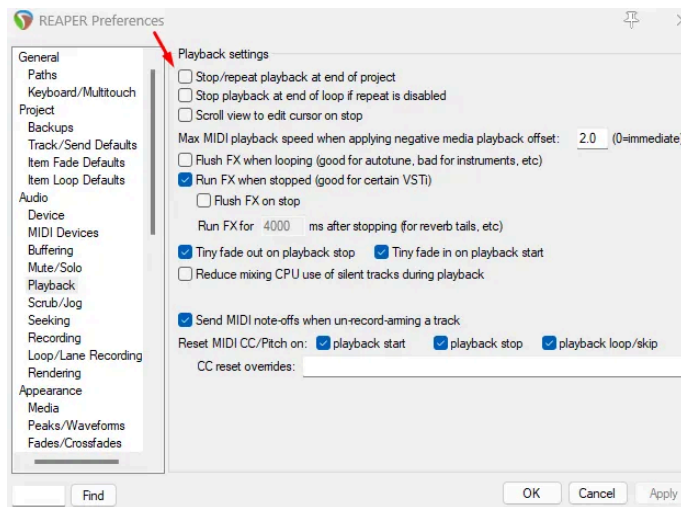 REAPER Preferences
General
Paths
Keyboard/Multitouch
Project
Backups
Track/Send Defaults
Item Fade Defaults
Item Loop Defaults
Audio
Device
MIDI Devices
Buffering
Mute/Solo
Playback
Scrub/Jog
Seeking
Recording
Loop/Lane Recording
Rendering
Appearance
Media
Peaks/Waveforms
Fades/Crossfades
Find
Playback settings
Stop/repeat playback at end of project
Stop playback at end of loop if repeat is disabled
Scroll view to edit cursor on stop
Max MIDI playback speed when applying negative media playback offset: 2.0 (0=immediate)
Flush FX when looping (good for autotune, bad for instruments, etc)
Run FX when stopped (good for certain VSTi)
Flush FX on stop
Run FX for 4000 ms after stopping (for reverb tails, etc)
Tiny fade out on playback stop Tiny fade in on playback start
Reduce mixing CPU use of silent tracks during playback
Send MIDI note-offs when un-record-arming a track
Reset MIDI CC/Pitch on: playback start playback stop playback loop/skip
CC reset overrides:
OK Cancel Apply